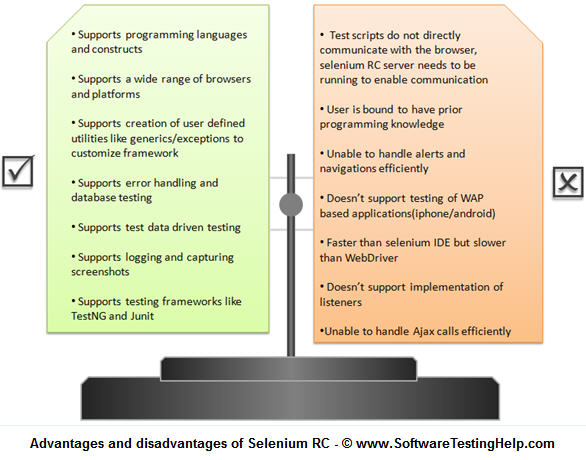 • Supports programming languages
and constructs
• Supports a wide range of browsers
and platforms
• Supports creation of user defined
utilities like generics/exceptions to
customize framework
• Supports error handling and
database testing
• Supports test data driven testing
• Supports logging and capturing
screenshots
• Supports testing frameworks like
TestNG and Junit
• Test scripts do not directly
communicate with the browser,
selenium RC server needs to be
running to enable communication
• User is bound to have prior
programming knowledge
• Unable to handle alerts and
navigations efficiently
• Doesn't support testing of WAP
based applications(iphone/android)
• Faster than selenium IDE but slower
than WebDriver
• Doesn't support implementation of
listeners
•Unable to handle Ajax calls efficiently
Advantages and disadvantages of Selenium RC - © www.SoftwareTestingHelp.com